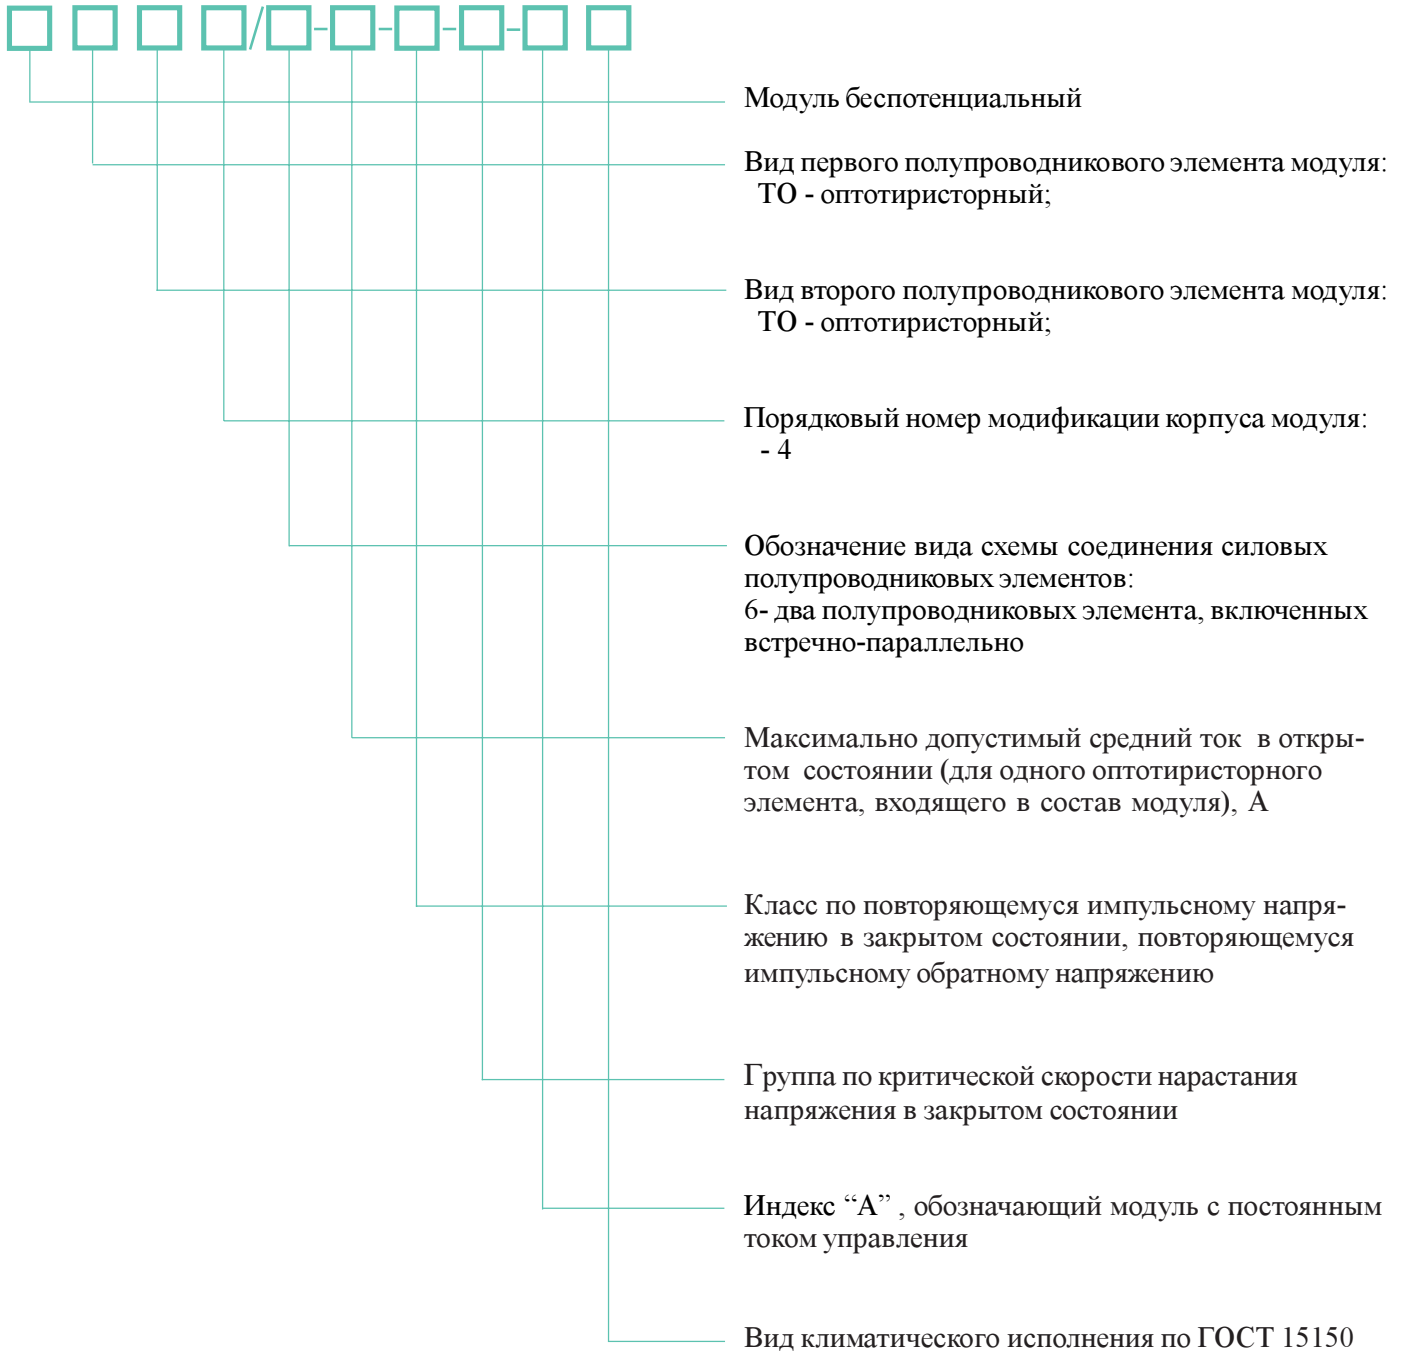 Модуль беспотенциальный
Вид первого полупроводникового элемента модуля:
ТО - оптотиристорный;
Вид второго полупроводникового элемента модуля:
ТО - оптотиристорный;
Порядковый номер модификации корпуса модуля:
- 4
Обозначение вида схемы соединения силовых
полупроводниковых элементов:
6- два полупроводниковых элемента, включенных
встречно-параллельно
Максимально допустимый средний ток в откры-
том состоянии (для одного оптотиристорного
элемента, входящего в состав модуля), А
Класс по повторяющемуся импульсному напря-
жению в закрытом состоянии, повторяющемуся
импульсному обратному напряжению
Группа по критической скорости нарастания
напряжения в закрытом состоянии
Индекс “А” , обозначающий модуль с постоянным
током управления
Вид климатического исполнения по ГОСТ 15150